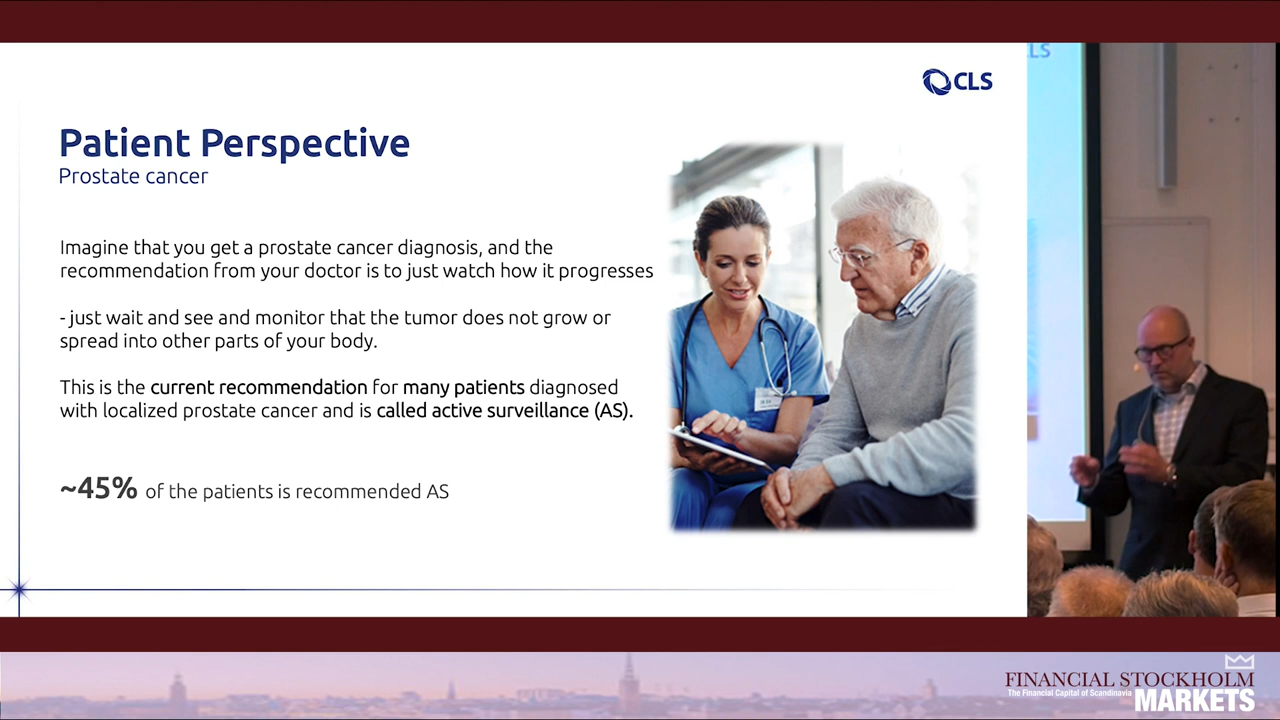 CLS
LS
Patient Perspective
Prostate cancer
Imagine that you get a prostate cancer diagnosis, and the
recommendation from your doctor is to just watch how it progresses
- just wait and see and monitor that the tumor does not grow or
spread into other parts of your body.
This is the current recommendation for many patients diagnosed
with localized prostate cancer and is called active surveillance (AS).
~45% of the patients is recommended AS
FINANCIAL STOCKHOLM
The Financial Capital of Scandinavia
MARKETS